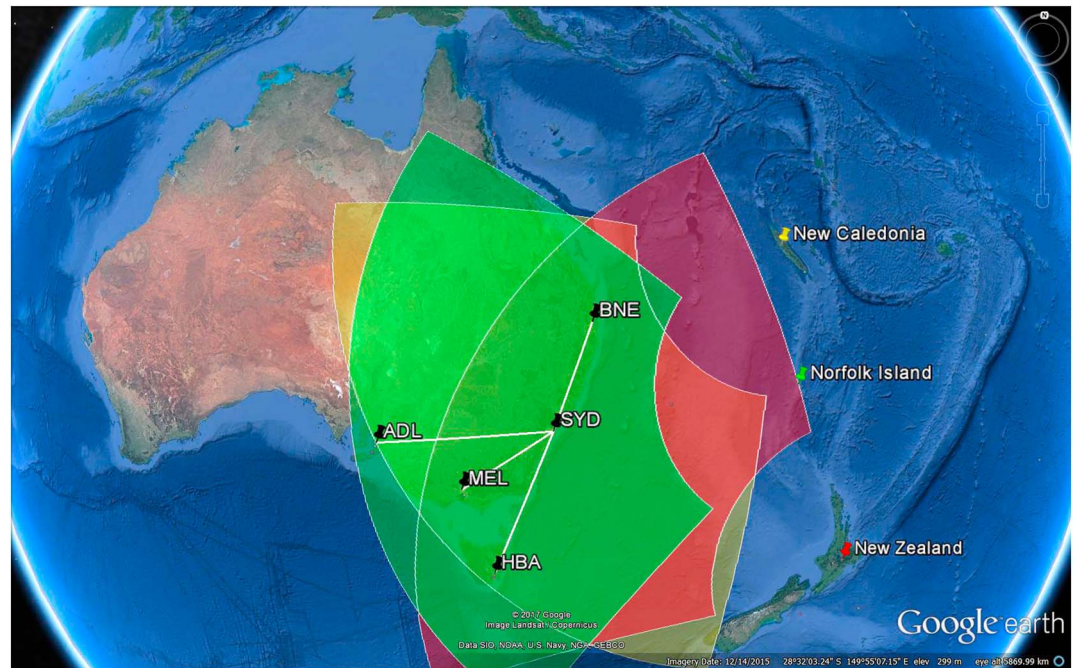 N
New Caledonia
BNE
Norfolk Island
SYD
ADL
MEL
New Zealand
HBA
© 2017 Google
Image Landsat / Copernicus
Data SIO, NOAA, U.S. Navy, NGA, GEBCO
Google earth
Imagery Date: 12/14/2015 28°32'03.24" S 149°55'07.15" E elev 299 m eye alt 5869.99 km